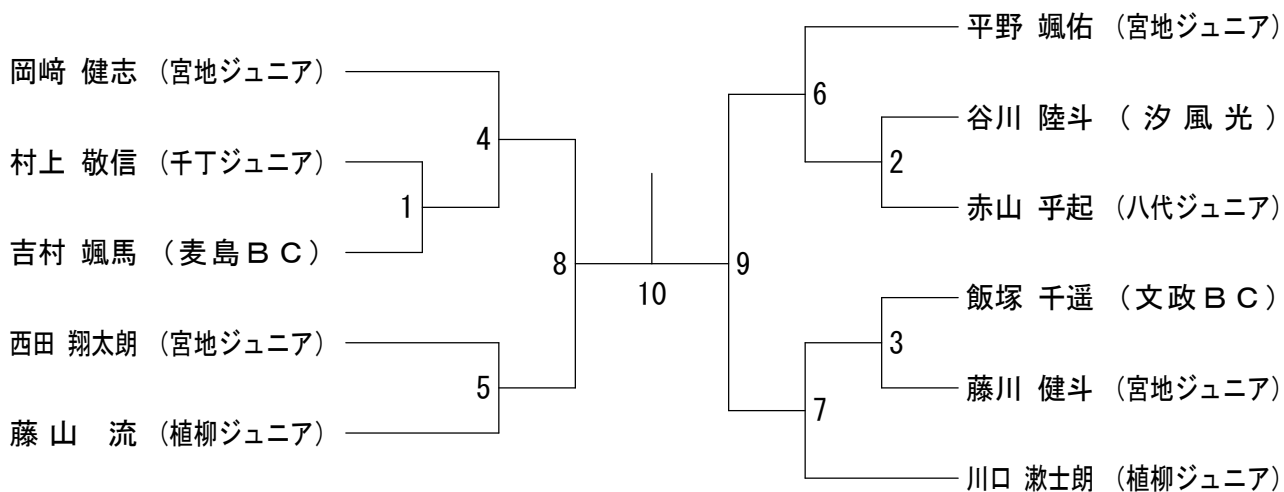 岡﨑 健志 (宮地ジュニア)
村上 敬信 (千丁ジュニア)
吉村 颯馬 (麦島BC)
西田 翔太朗 (宮地ジュニア)
藤山 流 (植柳ジュニア)
1
4
5
8
10
9
6
2
3
7
平野 颯佑 (宮地ジュニア)
谷川 陸斗 (汐風光)
赤山 乎起 (八代ジュニア)
飯塚 千遥 (文政BC)
藤川 健斗 (宮地ジュニア)
川口 漱士朗 (植柳ジュニア)